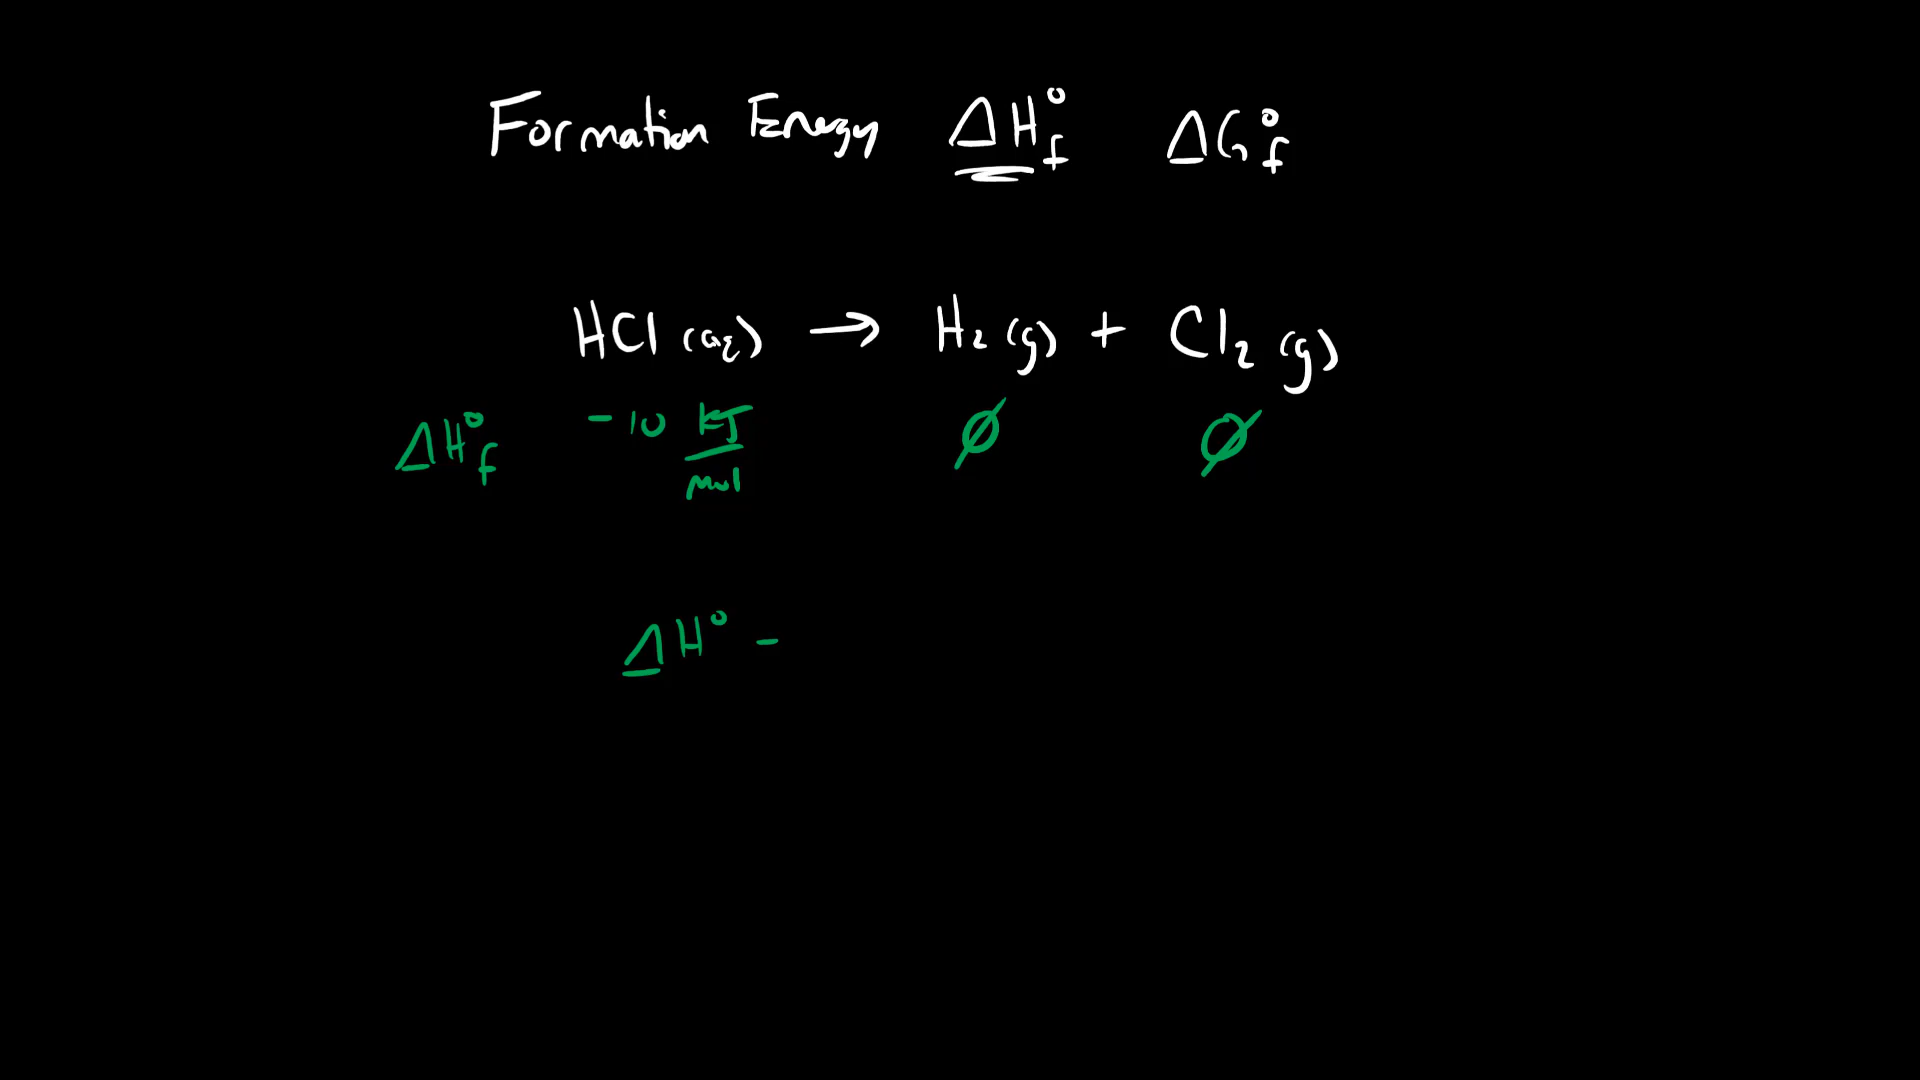 Formation Energy ΔH°f ΔG°f
HCl (aq) → H₂ (g) + Cl₂ (g)
ΔH°f -10 kJ/mol ∅ ∅
ΔH° -